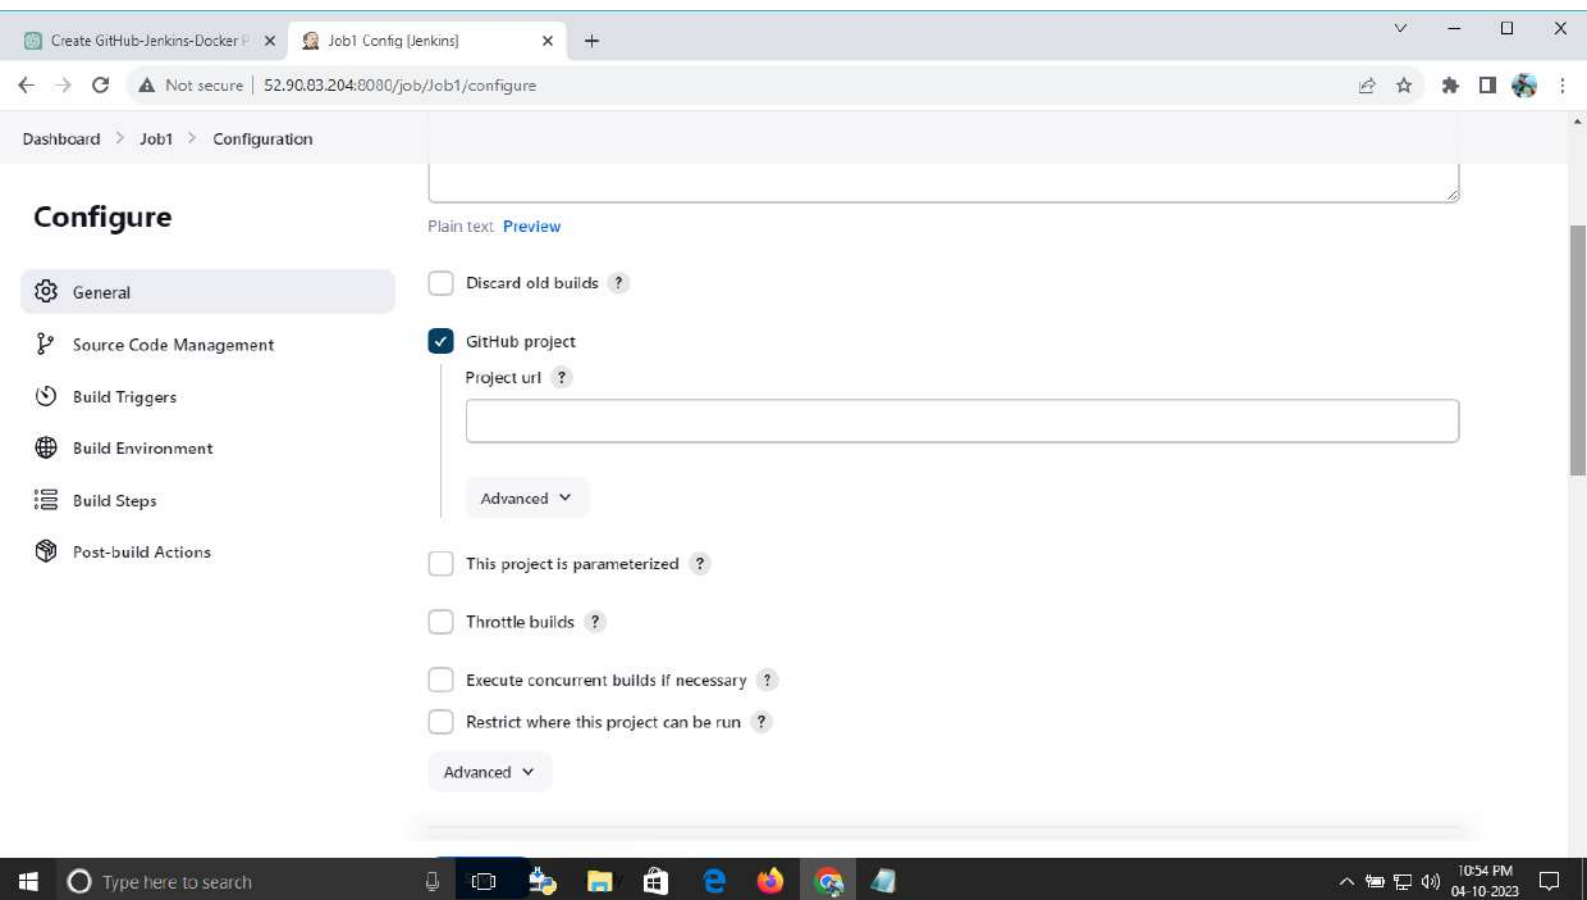 Create GitHub-Jenkins-Docker P
Job1 Config [Jenkins]
Not secure | 52.90.83.204:8080/job/Job1/configure
Dashboard > Job1 > Configuration
Configure
General
Source Code Management
Build Triggers
Build Environment
Build Steps
Post-build Actions
Plain text Preview
Discard old builds ?
GitHub project
Project url ?
Advanced
This project is parameterized ?
Throttle builds ?
Execute concurrent builds if necessary ?
Restrict where this project can be run ?
Advanced
Type here to search
10:54 PM
04-10-2023